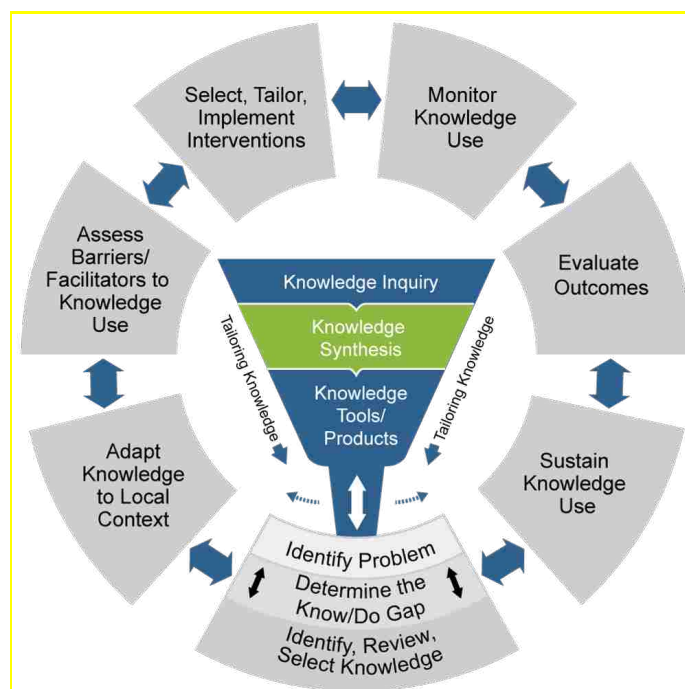 Select, Tailor,
Implement
Interventions
Monitor
Knowledge
Use
Assess
Barriers/
Facilitators to
Knowledge
Use
Evaluate
Outcomes
Knowledge Inquiry
Knowledge
Synthesis
Knowledge
Tools/
Products
Tailoring Knowledge
Tailoring Knowledge
Adapt
Knowledge
to Local
Context
Sustain
Knowledge
Use
Identify Problem
Determine the
Know/Do Gap
Identify, Review,
Select Knowledge